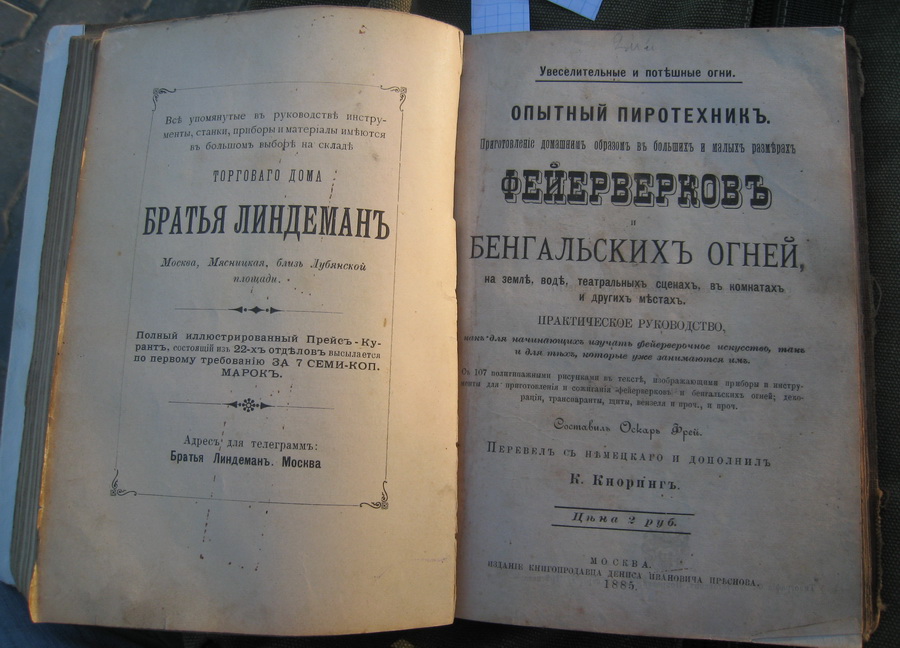 Всѣ упомянутые въ руководствѣ инстру-
менты, станки, приборы и матеріалы имѣются
въ большомъ выборѣ на складѣ
ТОРГОВАГО ДОМА
БРАТЬЯ ЛИНДЕМАНЪ
Москва, Мясницкая, близъ Лубянской
площади.
Полный иллюстрированный Прейсъ-Ку-
рантъ, состоящій изъ 22-хъ отдѣловъ высылается
по первому требованію ЗА 7 СЕМИ-КОП.
МАРОКЪ.
Адресъ для телеграммъ:
Братья Линдеманъ. Москва
Увеселительные и потѣшные огни.
ОПЫТНЫЙ ПИРОТЕХНИКЪ.
Приготовленіе домашнимъ образомъ въ большихъ и малыхъ размѣрахъ
ФЕЙЕРВЕРКОВЪ
и
БЕНГАЛЬСКИХЪ ОГНЕЙ,
на землѣ, водѣ, театральныхъ сценахъ, въ комнатахъ
и другихъ мѣстахъ.
ПРАКТИЧЕСКОЕ РУКОВОДСТВО,
какъ для начинающихъ изучать фейерверочное искусство, такъ
и для тѣхъ, которые уже занимаются имъ.
Съ 107 политипажными рисунками въ текстѣ, изображающими приборы и инстру-
менты для приготовленія и сожиганія фейерверковъ и бенгальскихъ огней; деко-
раціи, транспаранты, щиты, вензеля и проч., и проч.
Составилъ Оскаръ Фрей.
Перевелъ съ нѣмецкаго и дополнилъ
К. Кнорингъ.
Цѣна 2 руб.
МОСКВА.
ИЗДАНІЕ КНИГОПРОДАВЦА ДЕНИСА ИВАНОВИЧА ПРѢСНОВА.
1885.